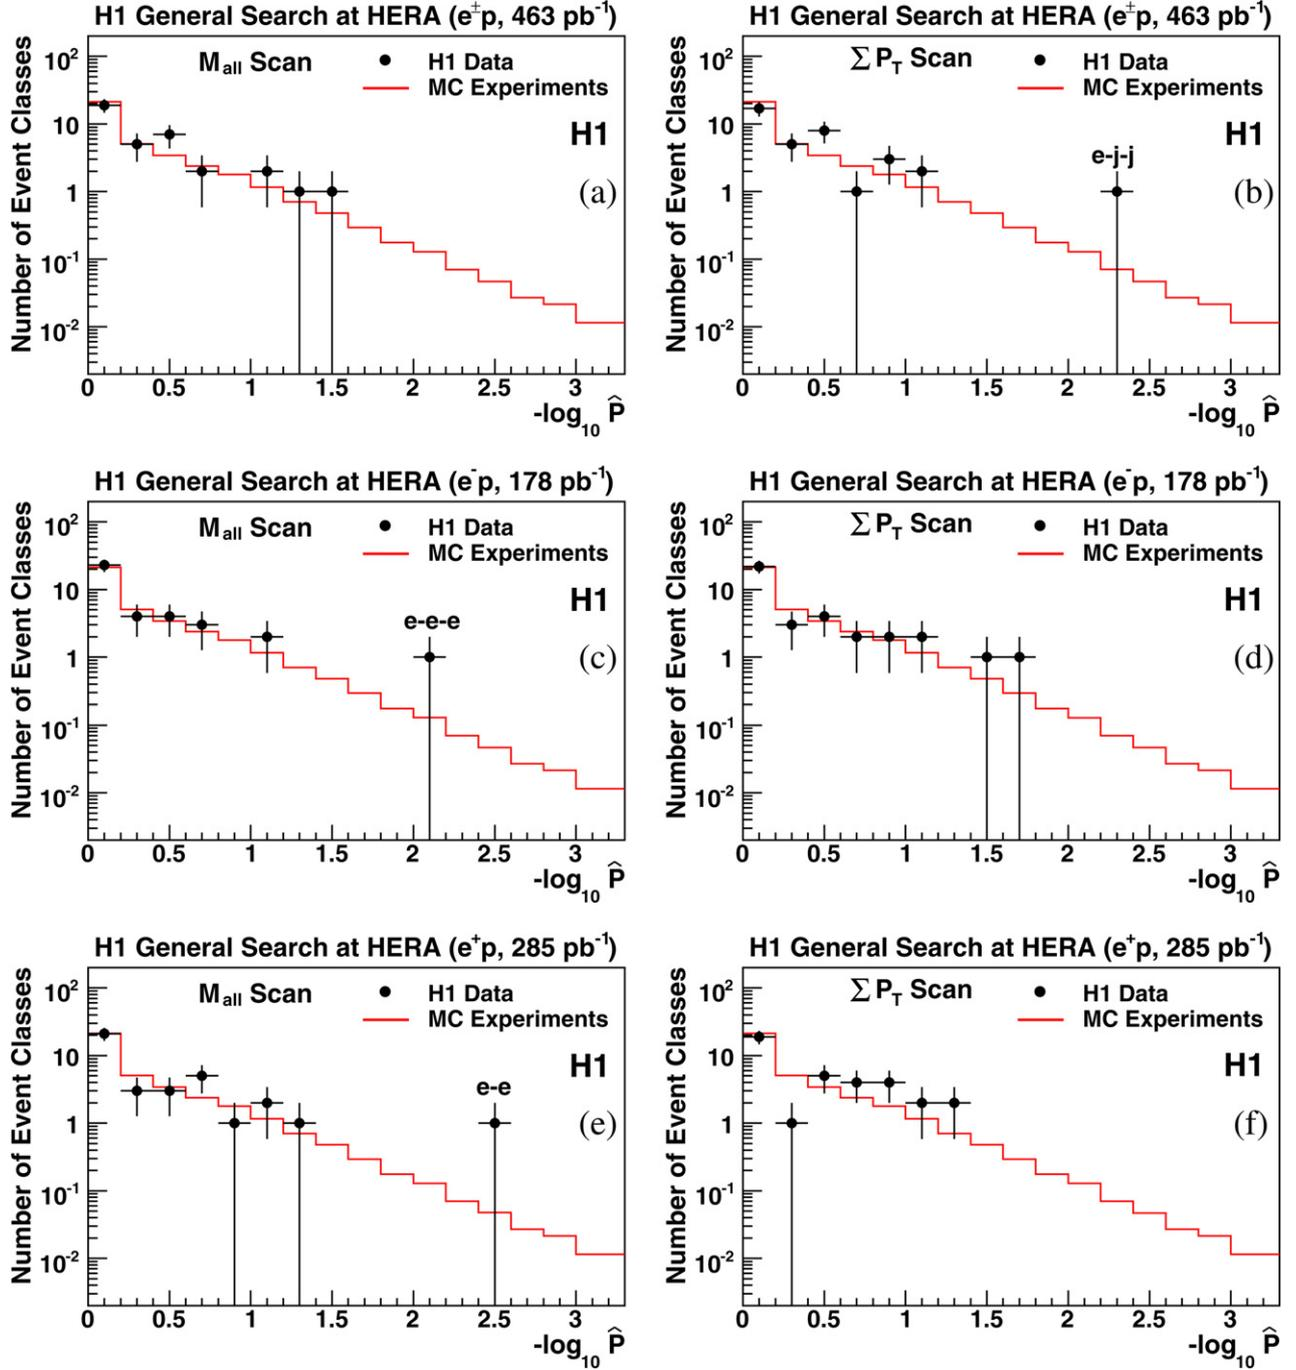 H1 General Search at HERA (e±p, 463 pb⁻¹)
M_all Scan
H1 Data
MC Experiments
H1
(a)
Number of Event Classes
10²
10
1
10⁻¹
10⁻²
0 0.5 1 1.5 2 2.5 3
-log₁₀ P̂
H1 General Search at HERA (e±p, 463 pb⁻¹)
∑ P_T Scan
H1 Data
MC Experiments
H1
e-j-j
(b)
Number of Event Classes
10²
10
1
10⁻¹
10⁻²
0 0.5 1 1.5 2 2.5 3
-log₁₀ P̂
H1 General Search at HERA (e⁻p, 178 pb⁻¹)
M_all Scan
H1 Data
MC Experiments
H1
e-e-e
(c)
Number of Event Classes
10²
10
1
10⁻¹
10⁻²
0 0.5 1 1.5 2 2.5 3
-log₁₀ P̂
H1 General Search at HERA (e⁻p, 178 pb⁻¹)
∑ P_T Scan
H1 Data
MC Experiments
H1
(d)
Number of Event Classes
10²
10
1
10⁻¹
10⁻²
0 0.5 1 1.5 2 2.5 3
-log₁₀ P̂
H1 General Search at HERA (e⁺p, 285 pb⁻¹)
M_all Scan
H1 Data
MC Experiments
H1
e-e
(e)
Number of Event Classes
10²
10
1
10⁻¹
10⁻²
0 0.5 1 1.5 2 2.5 3
-log₁₀ P̂
H1 General Search at HERA (e⁺p, 285 pb⁻¹)
∑ P_T Scan
H1 Data
MC Experiments
H1
(f)
Number of Event Classes
10²
10
1
10⁻¹
10⁻²
0 0.5 1 1.5 2 2.5 3
-log₁₀ P̂